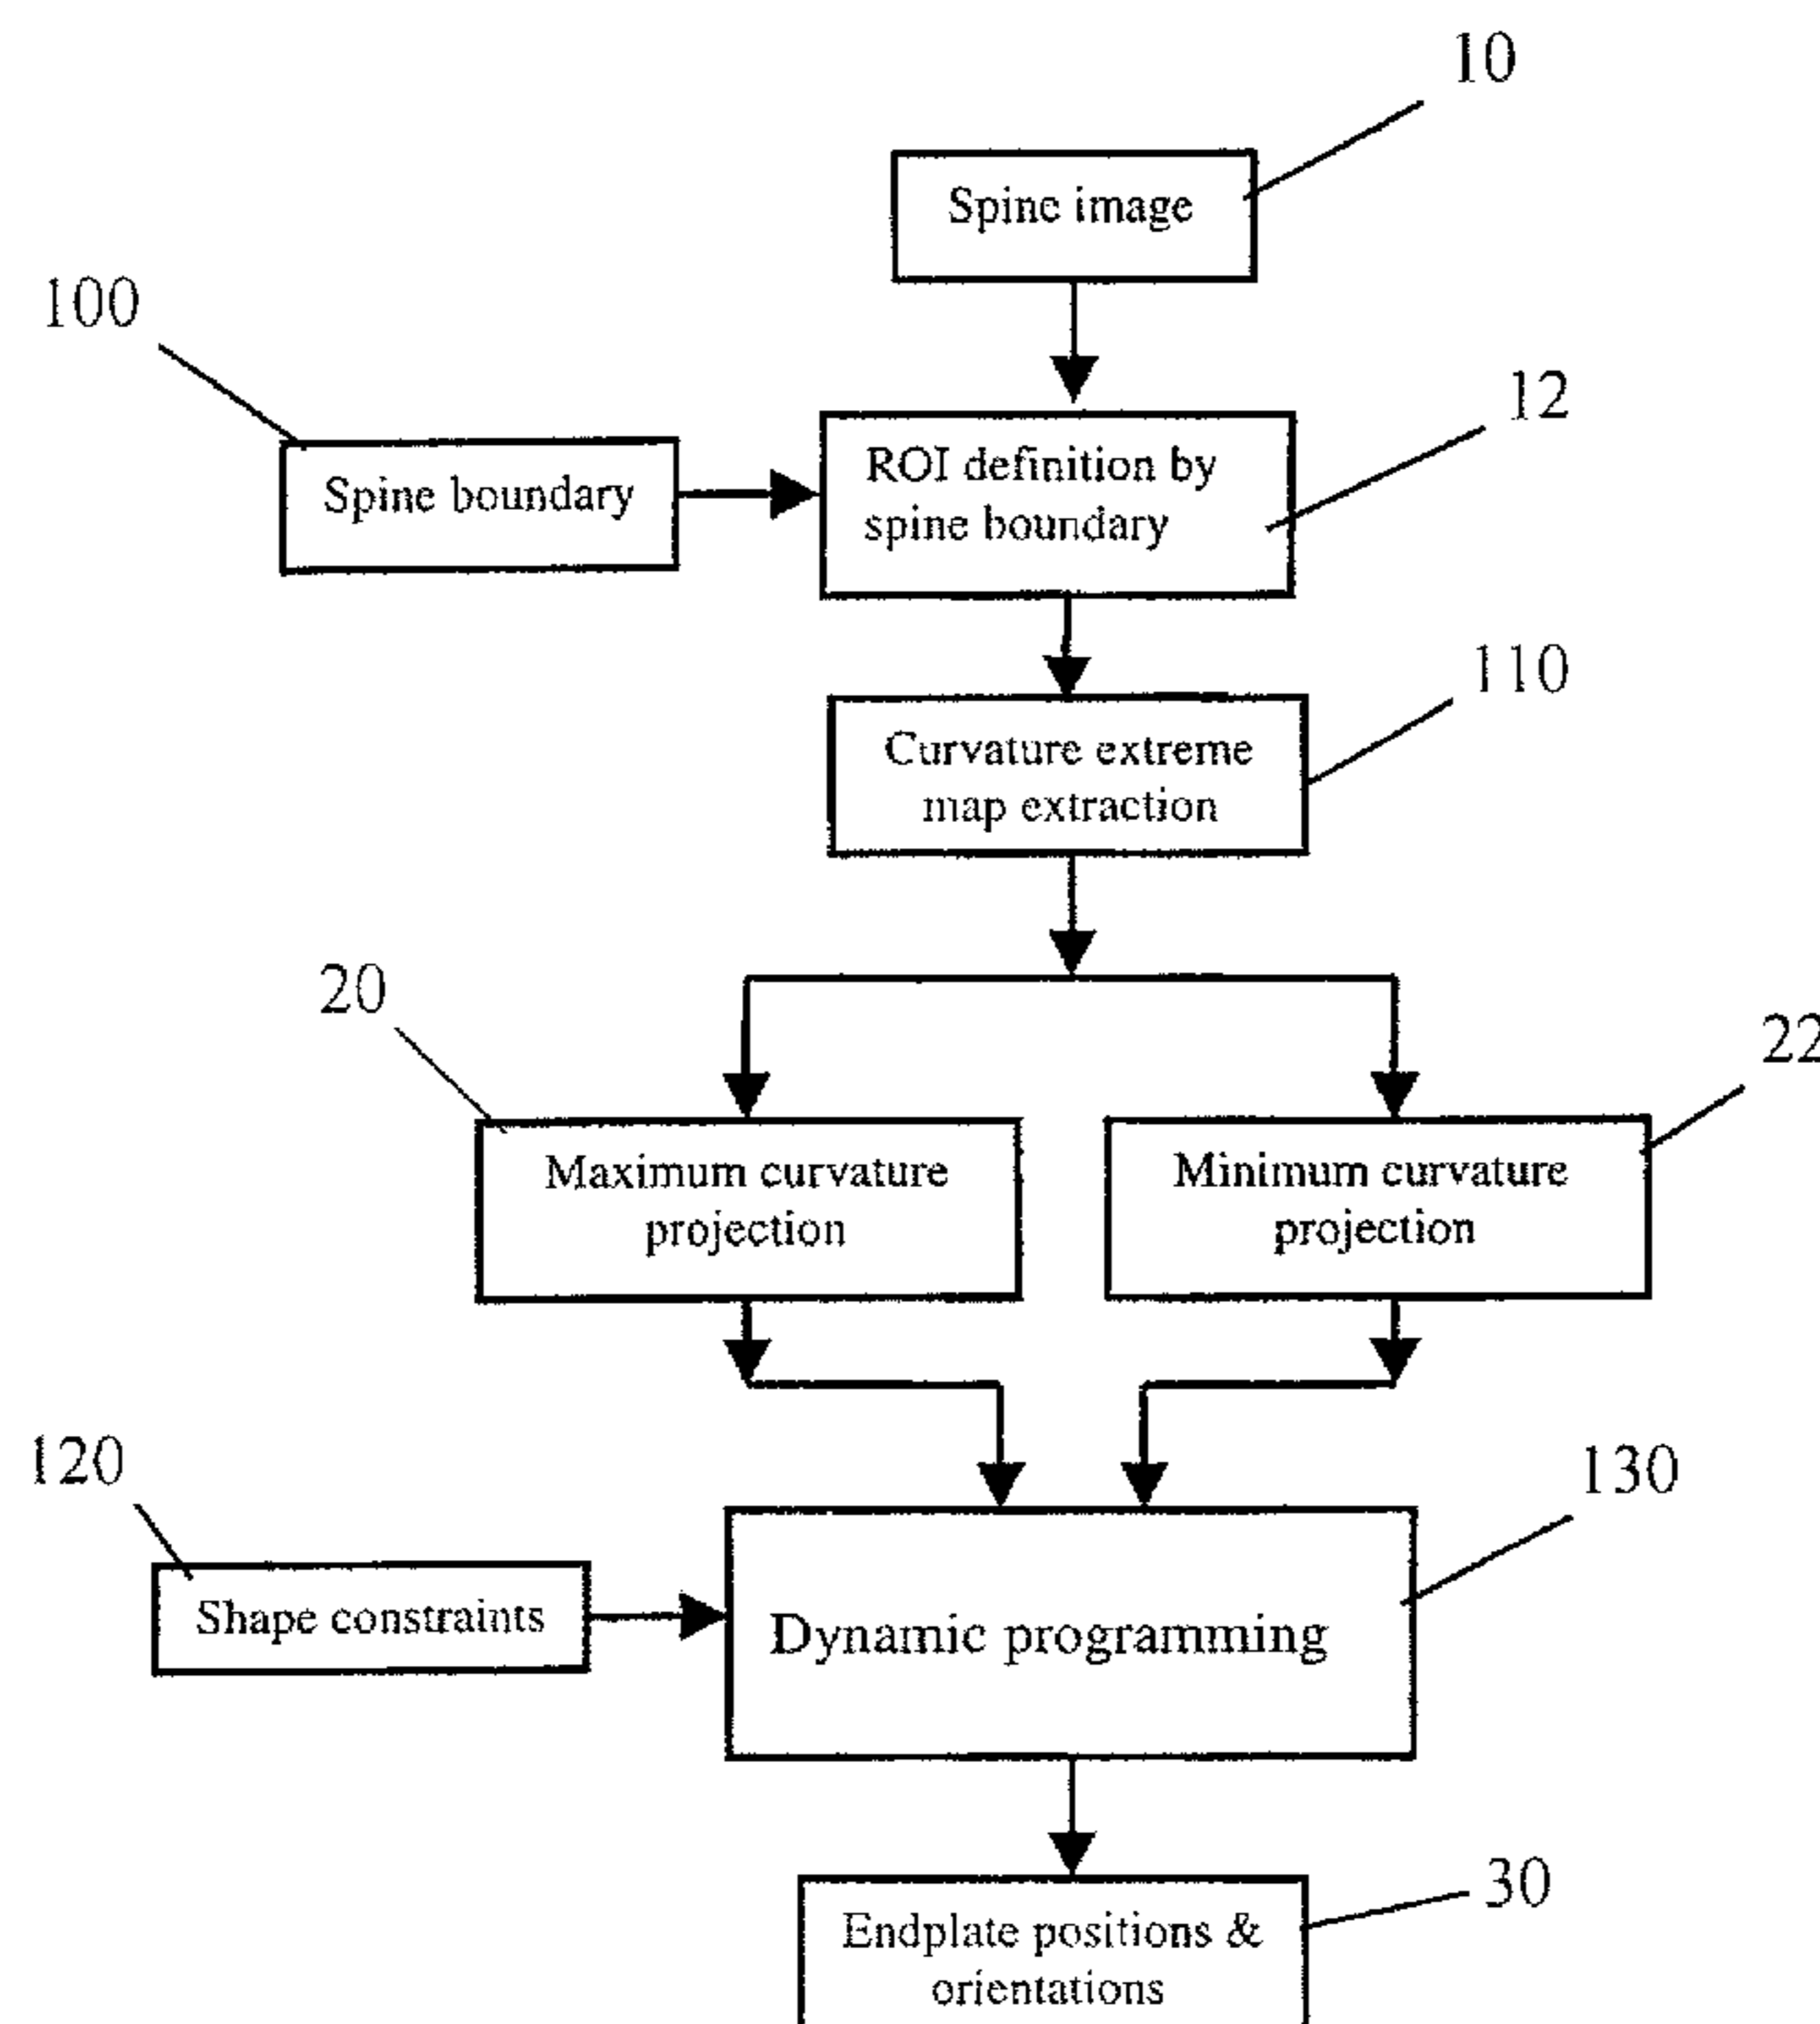 10
Spine image
100
12
Spine boundary
ROI definition by
spine boundary
110
Curvature extreme
map extraction
20
22
Maximum curvature
projection
Minimum curvature
projection
120
130
Shape constraints
Dynamic programming
30
Endplate positions &
orientations